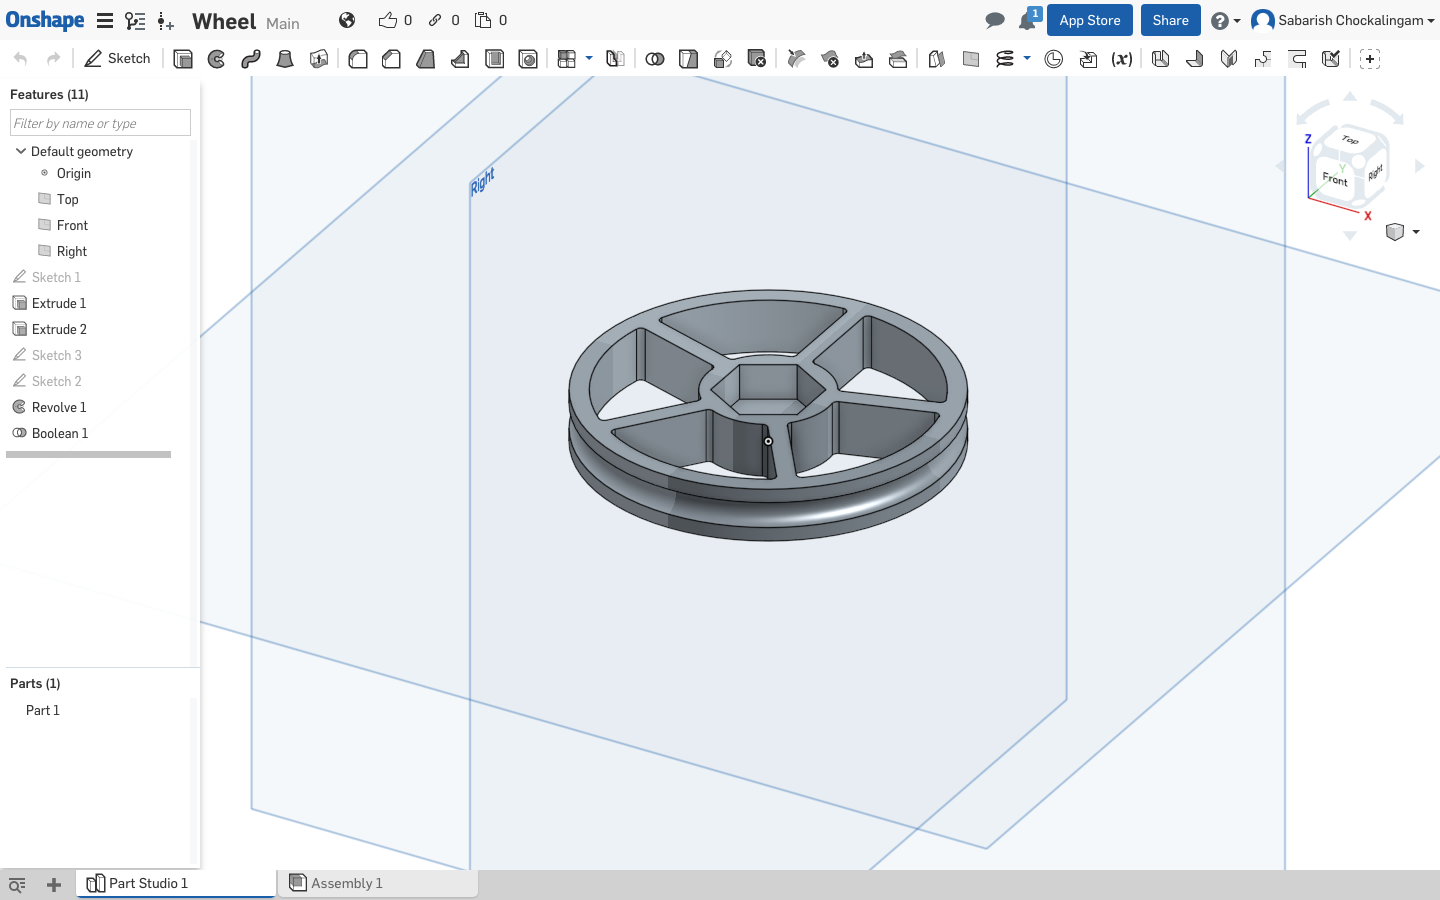 Onshape
Wheel Main
0
0
0
1
App Store
Share
Sabarish Chockalingam
Sketch
(x)
Features (11)
Filter by name or type
Default geometry
Origin
Top
Front
Right
Sketch 1
Extrude 1
Extrude 2
Sketch 3
Sketch 2
Revolve 1
Boolean 1
Parts (1)
Part 1
Right
Z
Top
Y
Front
Right
X
Part Studio 1
Assembly 1